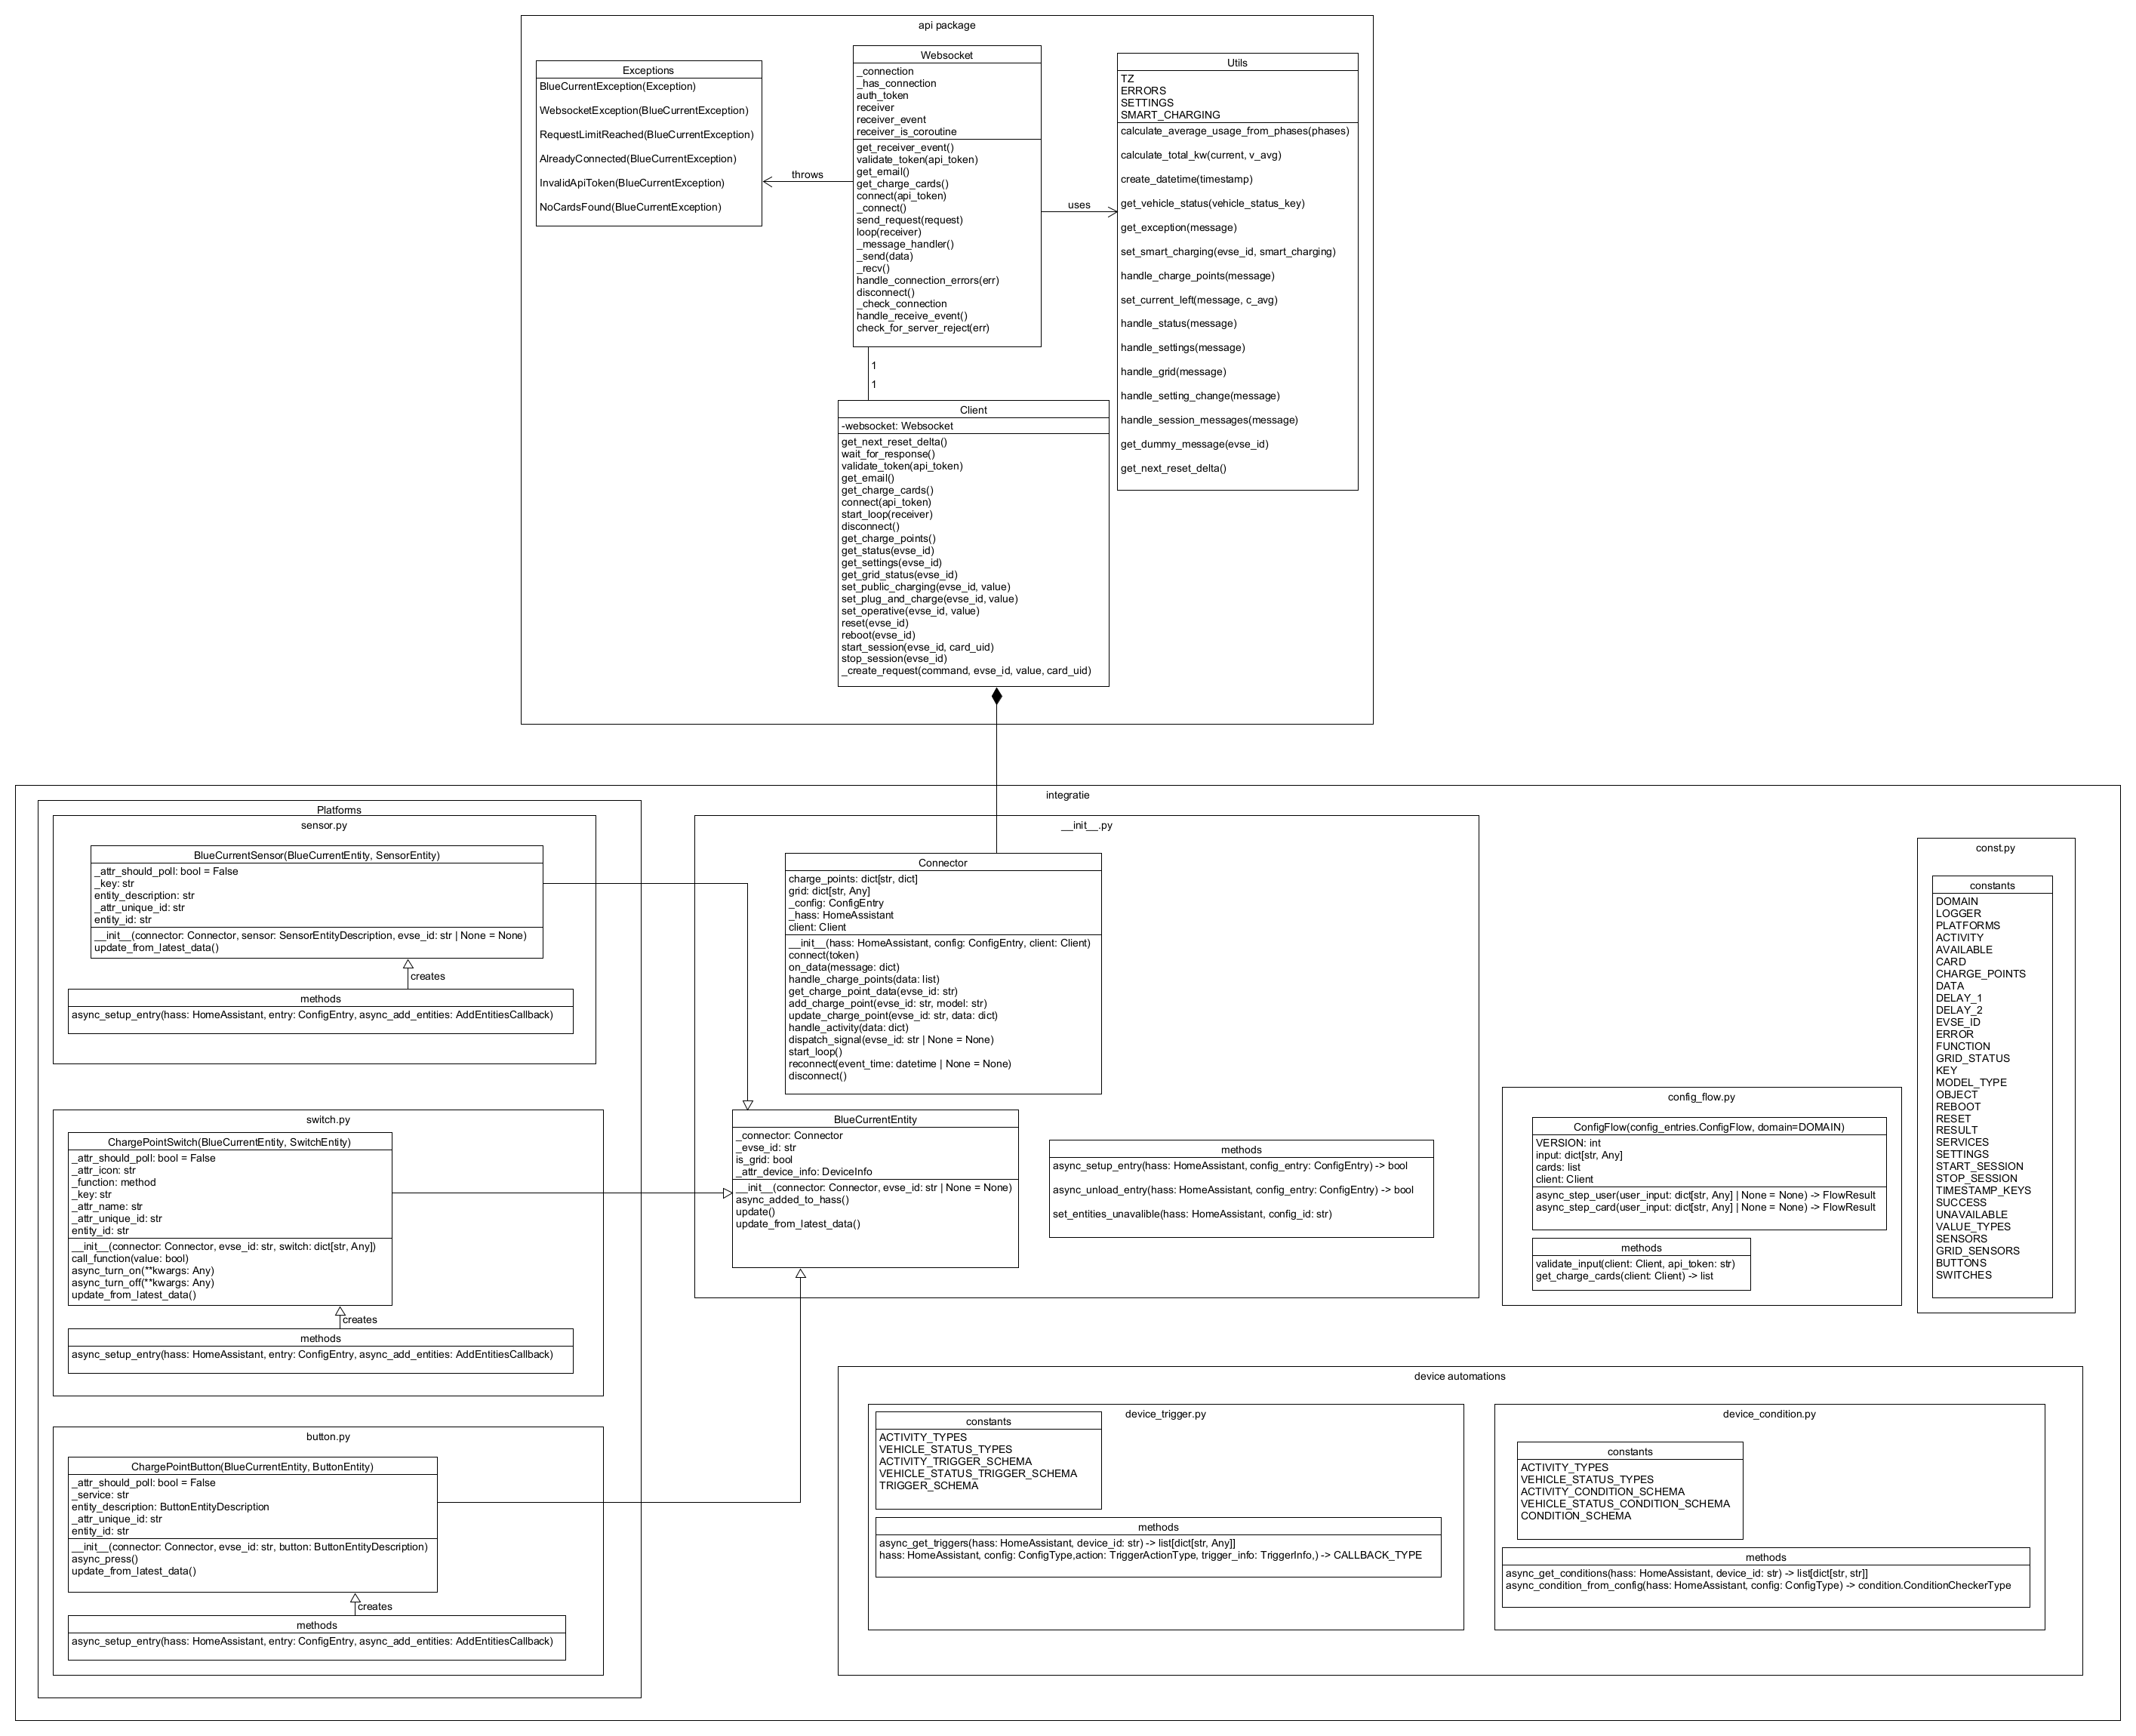 api package
Exceptions
BlueCurrentException(Exception)
WebsocketException(BlueCurrentException)
RequestLimitReached(BlueCurrentException)
AlreadyConnected(BlueCurrentException)
InvalidApiToken(BlueCurrentException)
NoCardsFound(BlueCurrentException)
throws
Websocket
_connection
_has_connection
auth_token
receiver
receiver_event
receiver_is_coroutine
get_receiver_event()
validate_token(api_token)
get_email()
get_charge_cards()
connect(api_token)
_connect()
send_request(request)
loop(receiver)
_message_handler()
_send(data)
_recv()
handle_connection_errors(err)
disconnect()
_check_connection
handle_receive_event()
check_for_server_reject(err)
uses
Utils
TZ
ERRORS
SETTINGS
SMART_CHARGING
calculate_average_usage_from_phases(phases)
calculate_total_kw(current, v_avg)
create_datetime(timestamp)
get_vehicle_status(vehicle_status_key)
get_exception(message)
set_smart_charging(evse_id, smart_charging)
handle_charge_points(message)
set_current_left(message, c_avg)
handle_status(message)
handle_settings(message)
handle_grid(message)
handle_setting_change(message)
handle_session_messages(message)
get_dummy_message(evse_id)
get_next_reset_delta()
1
1
Client
-websocket: Websocket
get_next_reset_delta()
wait_for_response()
validate_token(api_token)
get_email()
get_charge_cards()
connect(api_token)
start_loop(receiver)
disconnect()
get_charge_points()
get_status(evse_id)
get_settings(evse_id)
get_grid_status(evse_id)
set_public_charging(evse_id, value)
set_plug_and_charge(evse_id, value)
set_operative(evse_id, value)
reset(evse_id)
reboot(evse_id)
start_session(evse_id, card_uid)
stop_session(evse_id)
_create_request(command, evse_id, value, card_uid)
integratie
Platforms
sensor.py
BlueCurrentSensor(BlueCurrentEntity, SensorEntity)
_attr_should_poll: bool = False
_key: str
entity_description: str
_attr_unique_id: str
entity_id: str
__init__(connector: Connector, sensor: SensorEntityDescription, evse_id: str | None = None)
update_from_latest_data()
creates
methods
async_setup_entry(hass: HomeAssistant, entry: ConfigEntry, async_add_entities: AddEntitiesCallback)
switch.py
ChargePointSwitch(BlueCurrentEntity, SwitchEntity)
_attr_should_poll: bool = False
_attr_icon: str
_function: method
_key: str
_attr_name: str
_attr_unique_id: str
entity_id: str
__init__(connector: Connector, evse_id: str, switch: dict[str, Any])
call_function(value: bool)
async_turn_on(**kwargs: Any)
async_turn_off(**kwargs: Any)
update_from_latest_data()
creates
methods
async_setup_entry(hass: HomeAssistant, entry: ConfigEntry, async_add_entities: AddEntitiesCallback)
button.py
ChargePointButton(BlueCurrentEntity, ButtonEntity)
_attr_should_poll: bool = False
_service: str
entity_description: ButtonEntityDescription
_attr_unique_id: str
entity_id: str
__init__(connector: Connector, evse_id: str, button: ButtonEntityDescription)
async_press()
update_from_latest_data()
creates
methods
async_setup_entry(hass: HomeAssistant, entry: ConfigEntry, async_add_entities: AddEntitiesCallback)
__init__.py
Connector
charge_points: dict[str, dict]
grid: dict[str, Any]
_config: ConfigEntry
_hass: HomeAssistant
client: Client
__init__(hass: HomeAssistant, config: ConfigEntry, client: Client)
connect(token)
on_data(message: dict)
handle_charge_points(data: list)
get_charge_point_data(evse_id: str)
add_charge_point(evse_id: str, model: str)
update_charge_point(evse_id: str, data: dict)
handle_activity(data: dict)
dispatch_signal(evse_id: str | None = None)
start_loop()
reconnect(event_time: datetime | None = None)
disconnect()
BlueCurrentEntity
_connector: Connector
_evse_id: str
is_grid: bool
_attr_device_info: DeviceInfo
__init__(connector: Connector, evse_id: str | None = None)
async_added_to_hass()
update()
update_from_latest_data()
methods
async_setup_entry(hass: HomeAssistant, config_entry: ConfigEntry) -> bool
async_unload_entry(hass: HomeAssistant, config_entry: ConfigEntry) -> bool
set_entities_unavalible(hass: HomeAssistant, config_id: str)
config_flow.py
ConfigFlow(config_entries.ConfigFlow, domain=DOMAIN)
VERSION: int
input: dict[str, Any]
cards: list
client: Client
async_step_user(user_input: dict[str, Any] | None = None) -> FlowResult
async_step_card(user_input: dict[str, Any] | None = None) -> FlowResult
methods
validate_input(client: Client, api_token: str)
get_charge_cards(client: Client) -> list
const.py
constants
DOMAIN
LOGGER
PLATFORMS
ACTIVITY
AVAILABLE
CARD
CHARGE_POINTS
DATA
DELAY_1
DELAY_2
EVSE_ID
ERROR
FUNCTION
GRID_STATUS
KEY
MODEL_TYPE
OBJECT
REBOOT
RESET
RESULT
SERVICES
SETTINGS
START_SESSION
STOP_SESSION
TIMESTAMP_KEYS
SUCCESS
UNAVAILABLE
VALUE_TYPES
SENSORS
GRID_SENSORS
BUTTONS
SWITCHES
device automations
device_trigger.py
constants
ACTIVITY_TYPES
VEHICLE_STATUS_TYPES
ACTIVITY_TRIGGER_SCHEMA
VEHICLE_STATUS_TRIGGER_SCHEMA
TRIGGER_SCHEMA
methods
async_get_triggers(hass: HomeAssistant, device_id: str) -> list[dict[str, Any]]
hass: HomeAssistant, config: ConfigType,action: TriggerActionType, trigger_info: TriggerInfo,) -> CALLBACK_TYPE
device_condition.py
constants
ACTIVITY_TYPES
VEHICLE_STATUS_TYPES
ACTIVITY_CONDITION_SCHEMA
VEHICLE_STATUS_CONDITION_SCHEMA
CONDITION_SCHEMA
methods
async_get_conditions(hass: HomeAssistant, device_id: str) -> list[dict[str, str]]
async_condition_from_config(hass: HomeAssistant, config: ConfigType) -> condition.ConditionCheckerType